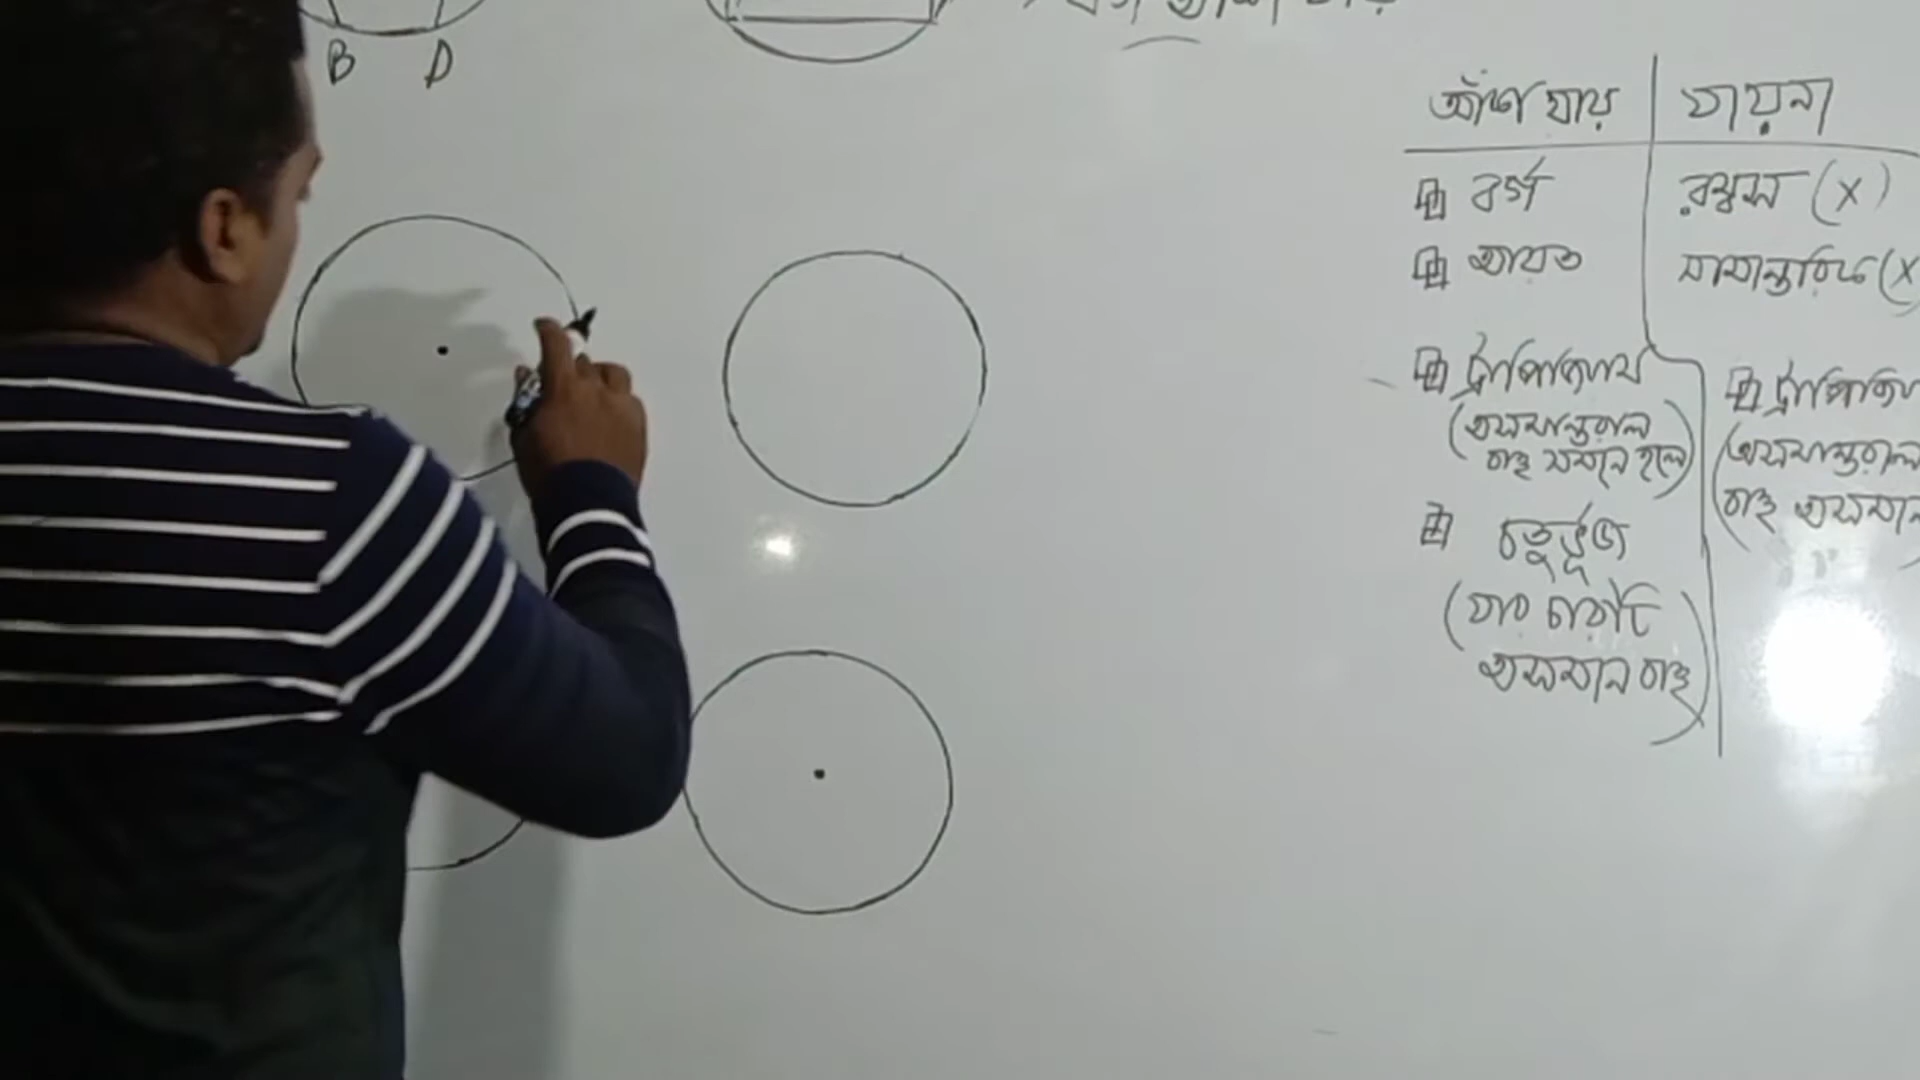 B D
আঁকা যায় যায়না
বর্গ রম্বস (X)
আয়ত সামান্তরিক (X
ট্রাপিজিয়াম
(অসমান্তরাল
বাহু সমান হলে)
(অসমান্তরাল
বাহু অসমান
চতুর্ভূজ
(যার চারটি
অসমান বাহু)